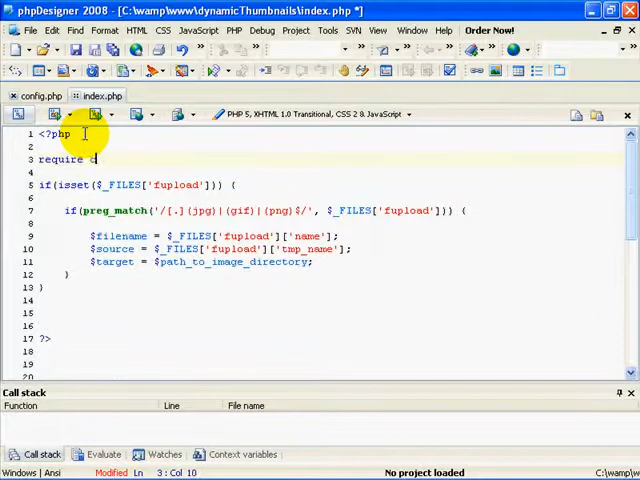 phpDesigner 2008 - [C:\wamp\www\dynamicThumbnails\index.php *]
File Edit Find Format HTML CSS JavaScript PHP Debug Project Tools SVN Window Help Order Now!
config.php index.php
PHP 5, XHTML 1.0 Transitional, CSS 2 & JavaScript
1 <?php
2
3 require c
4
5 if(isset($_FILES['fupload'])) {
6
7 if(preg_match('/[.](jpg)|(gif)|(png)$/', $_FILES['fupload'])) {
8
9 $filename = $_FILES['fupload']['name'];
10 $source = $_FILES['fupload']['tmp_name'];
11 $target = $path_to_image_directory;
12 }
13 }
14
15
16
17 ?>
18
19
20
Call stack
Function Line File name
Call stack Evaluate Watches Context variables
Windows | Ansi Modified Ln 3 : Col 10 No project loaded C:\wamp\w